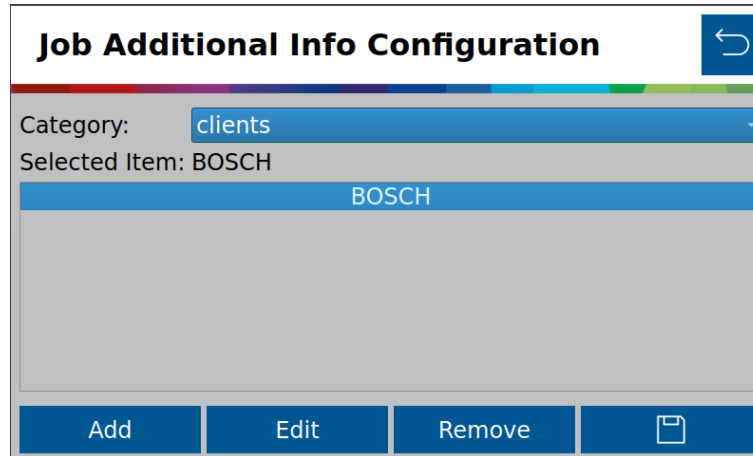 Job Additional Info Configuration
Category: clients
Selected Item: BOSCH
BOSCH
Add Edit Remove